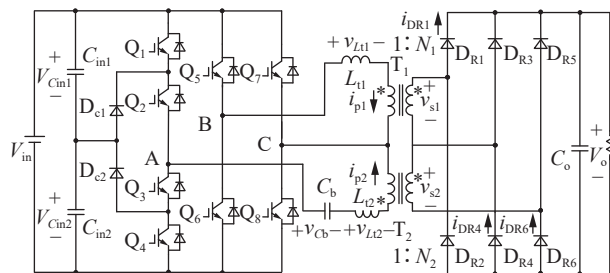 i_DR1
+ v_Lt1 −
1∶N_1
Q_1
D_R1
D_R3
D_R5
+
V_Cin1
−
C_in1
Q_5
Q_7
L_t1
T_1
Q_2
i_p1
*
*
+
v_s1
−
D_c1
B
V_in
C
C_o
+
V_o
−
D_c2
A
i_p2
+
v_s2
−
Q_3
C_b
L_t2
*
*
+
V_Cin2
−
C_in2
Q_6
Q_8
i_DR4
i_DR6
Q_4
+v_Cb− +v_Lt2−
T_2
1∶N_2
D_R2
D_R4
D_R6